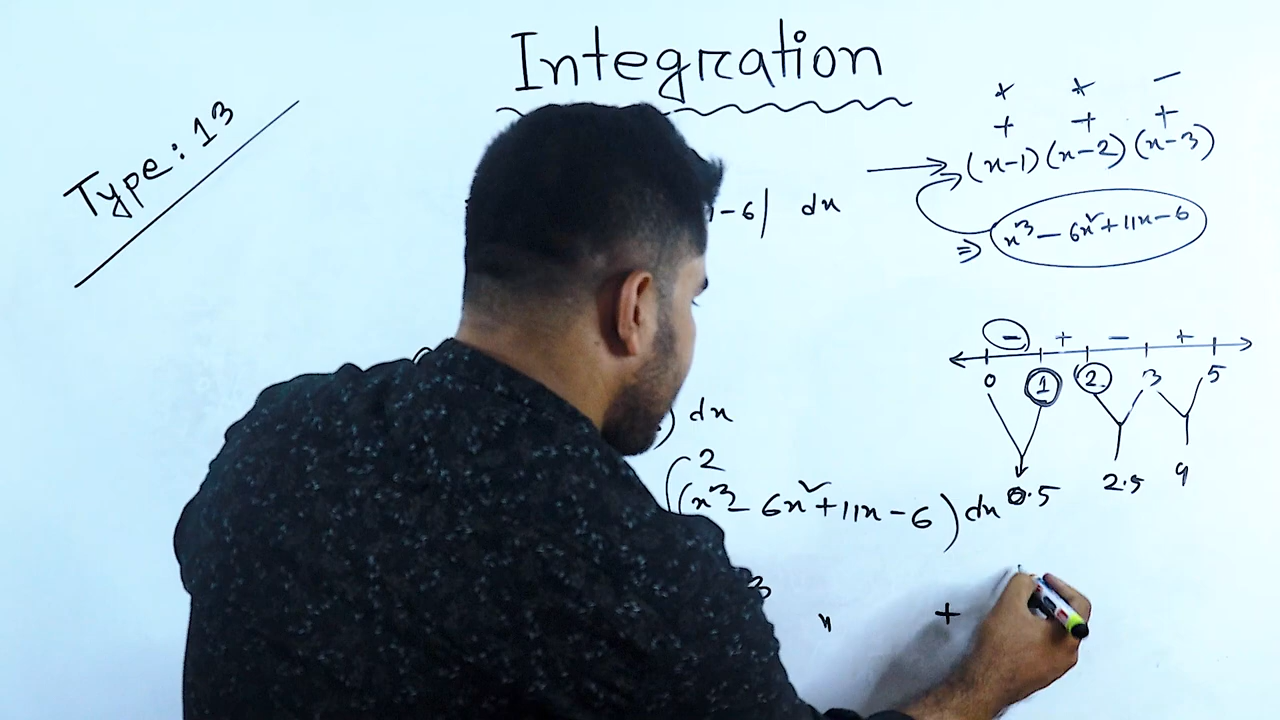 Integration
Type: 13
+ + -
+ + +
→ (x-1)(x-2)(x-3)
-6| dx
⇒ x³ - 6x² + 11x - 6
- + - +
0 1 2 3 5
) dx
2
(x³ - 6x² + 11x - 6) dx
0.5 2.5 4
3
x +